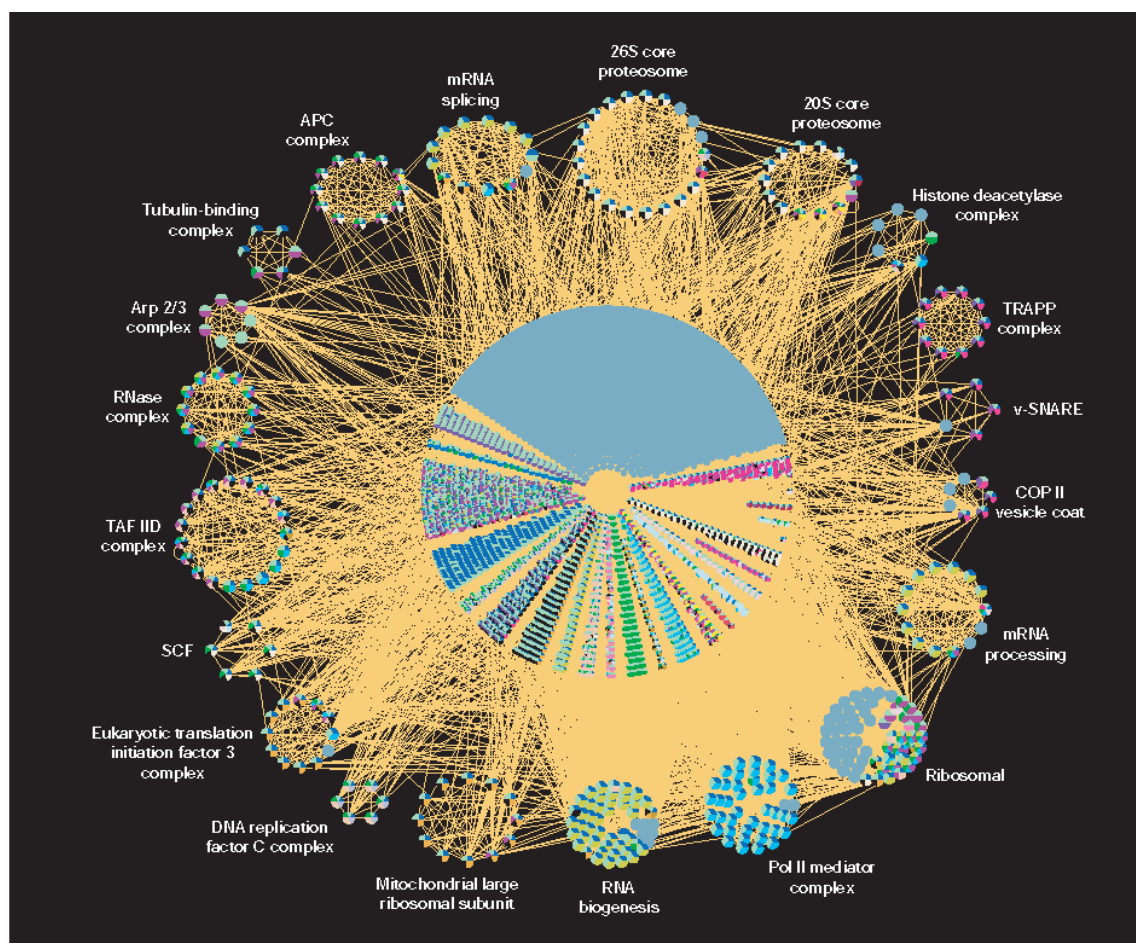 26S core
proteosome
mRNA
splicing
20S core
proteosome
APC
complex
Histone deacetylase
complex
Tubulin-binding
complex
Arp 2/3
complex
TRAPP
complex
RNase
complex
v-SNARE
COP II
vesicle coat
TAF IID
complex
mRNA
processing
SCF
Eukaryotic translation
initiation factor 3
complex
Ribosomal
DNA replication
factor C complex
Pol II mediator
complex
Mitochondrial large
ribosomal subunit
RNA
biogenesis